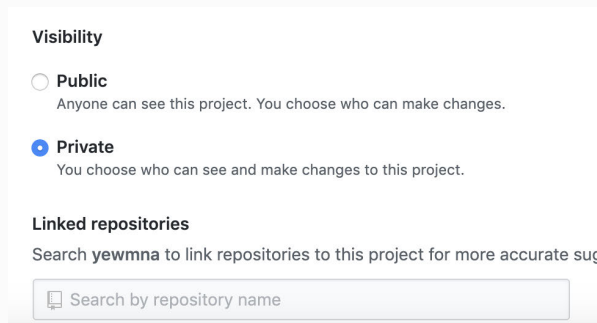 Visibility
Public
Anyone can see this project. You choose who can make changes.
Private
You choose who can see and make changes to this project.
Linked repositories
Search yewmna to link repositories to this project for more accurate
Search by repository name